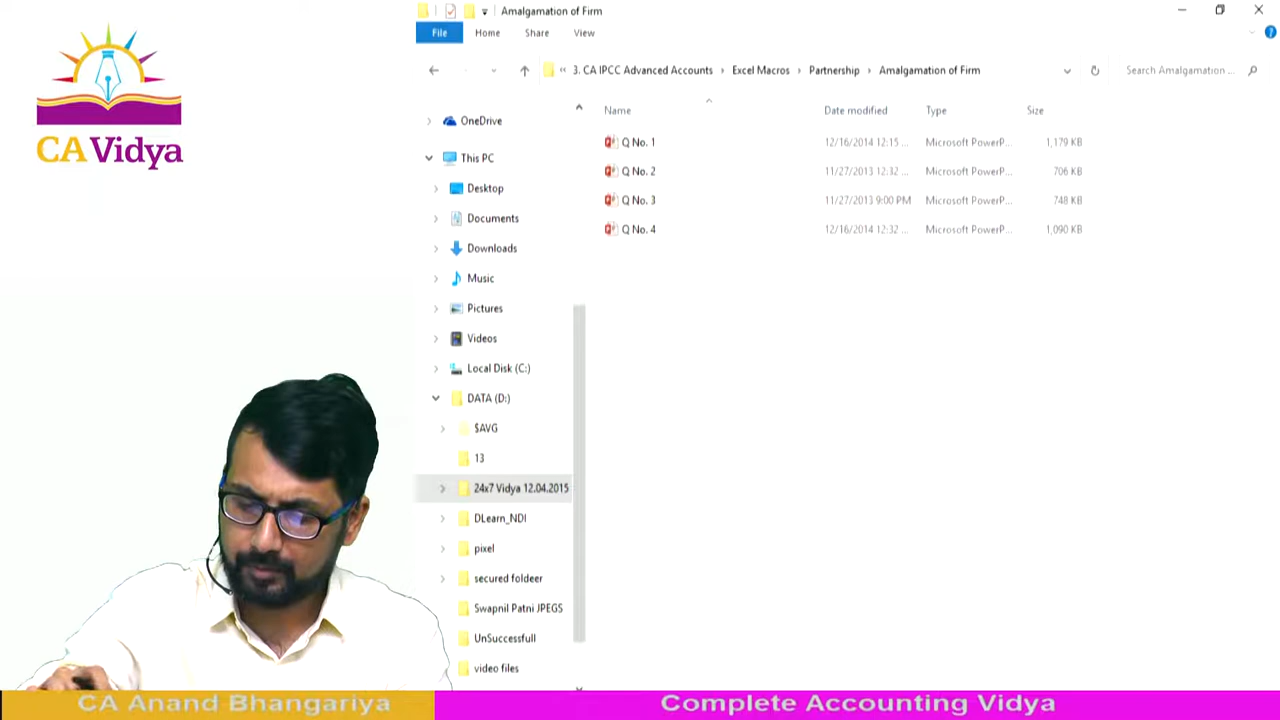 Amalgamation of Firm
File Home Share View
CA Vidya
3. CA IPCC Advanced Accounts > Excel Macros > Partnership > Amalgamation of Firm
Search Amalgamation ...
Name Date modified Type Size
OneDrive
Q No. 1 12/16/2014 12:15 ... Microsoft PowerP... 1,179 KB
This PC
Q No. 2 11/27/2013 12:32 ... Microsoft PowerP... 706 KB
Desktop
Q No. 3 11/27/2013 9:00 PM Microsoft PowerP... 748 KB
Documents
Q No. 4 12/16/2014 12:32 ... Microsoft PowerP... 1,090 KB
Downloads
Music
Pictures
Videos
Local Disk (C:)
DATA (D:)
$AVG
13
24x7 Vidya 12.04.2015
DLearn_NDI
pixel
secured foldeer
Swapnil Patni JPEGS
UnSuccessfull
video files
CA Anand Bhangariya Complete Accounting Vidya